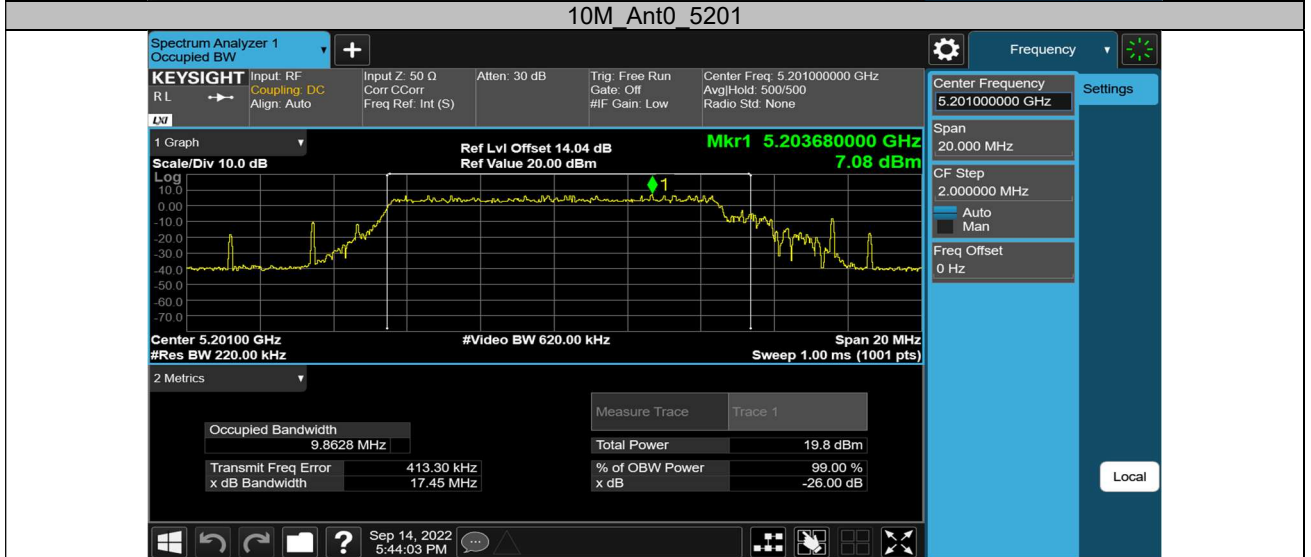 10M_Ant0_5201
Spectrum Analyzer 1
Occupied BW
Frequency
KEYSIGHT
RL
LXI
Input: RF
Coupling: DC
Align: Auto
Input Z: 50 Ω
Corr CCorr
Freq Ref: Int (S)
Atten: 30 dB
Trig: Free Run
Gate: Off
#IF Gain: Low
Center Freq: 5.201000000 GHz
Avg|Hold: 500/500
Radio Std: None
Center Frequency
5.201000000 GHz
Settings
Span
20.000 MHz
CF Step
2.000000 MHz
Auto
Man
Freq Offset
0 Hz
Local
1 Graph
Scale/Div 10.0 dB
Ref Lvl Offset 14.04 dB
Ref Value 20.00 dBm
Mkr1 5.203680000 GHz
7.08 dBm
Log
10.0
0.00
-10.0
-20.0
-30.0
-40.0
-50.0
-60.0
-70.0
1
Center 5.20100 GHz
#Video BW 620.00 kHz
Span 20 MHz
#Res BW 220.00 kHz
Sweep 1.00 ms (1001 pts)
2 Metrics
Measure Trace Trace 1
Occupied Bandwidth
9.8628 MHz
Total Power 19.8 dBm
Transmit Freq Error 413.30 kHz
% of OBW Power 99.00 %
x dB Bandwidth 17.45 MHz
x dB -26.00 dB
?
Sep 14, 2022
5:44:03 PM